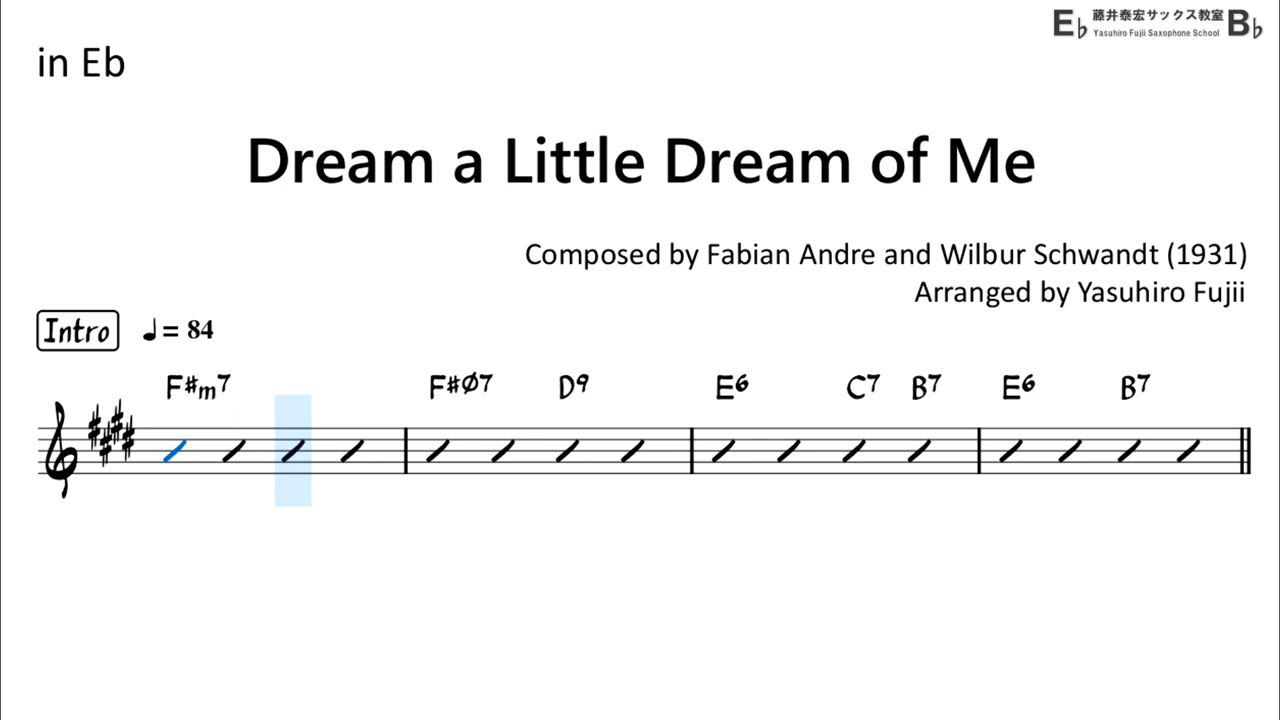 E♭ 藤井泰宏サックス教室 B♭
Yasuhiro Fujii Saxophone School
in Eb
Dream a Little Dream of Me
Composed by Fabian Andre and Wilbur Schwandt (1931)
Arranged by Yasuhiro Fujii
Intro ♩= 84
F#m7 F#Ø7 D9 E6 C7 B7 E6 B7